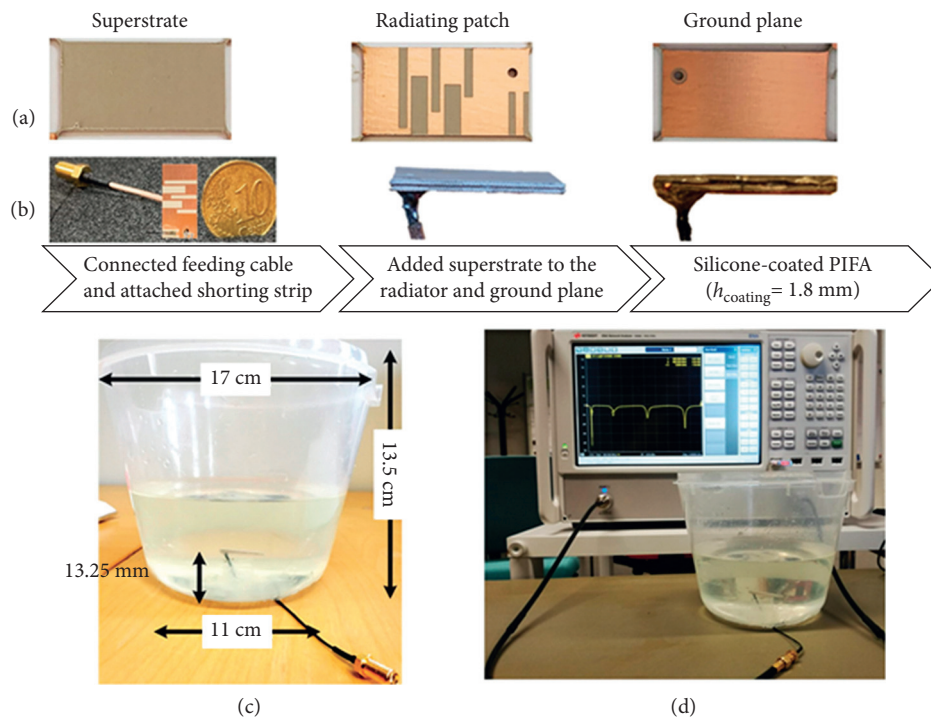 Superstrate
Radiating patch
Ground plane
(a)
(b)
10
Connected feeding cable
and attached shorting strip
Added superstrate to the
radiator and ground plane
Silicone-coated PIFA
(hcoating= 1.8 mm)
17 cm
13.5 cm
13.25 mm
11 cm
(c)
(d)